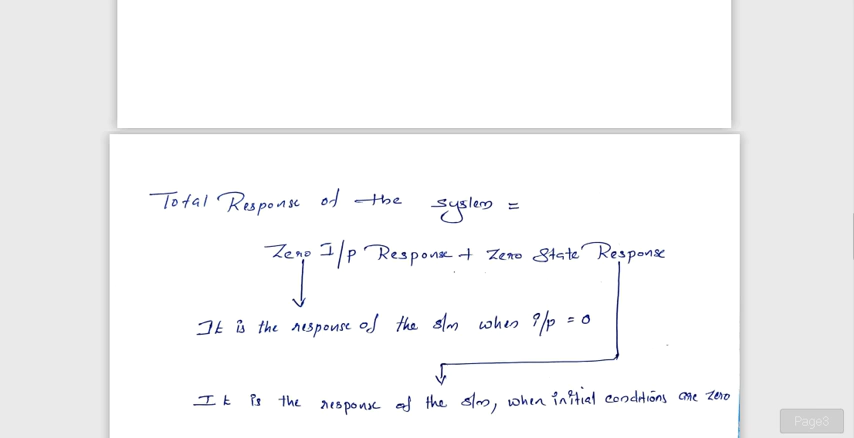 Total Response of the system =
Zero I/p Response + Zero State Response
It is the response of the s/m when i/p = 0
It is the response of the s/m, when initial conditions are zero
Page3